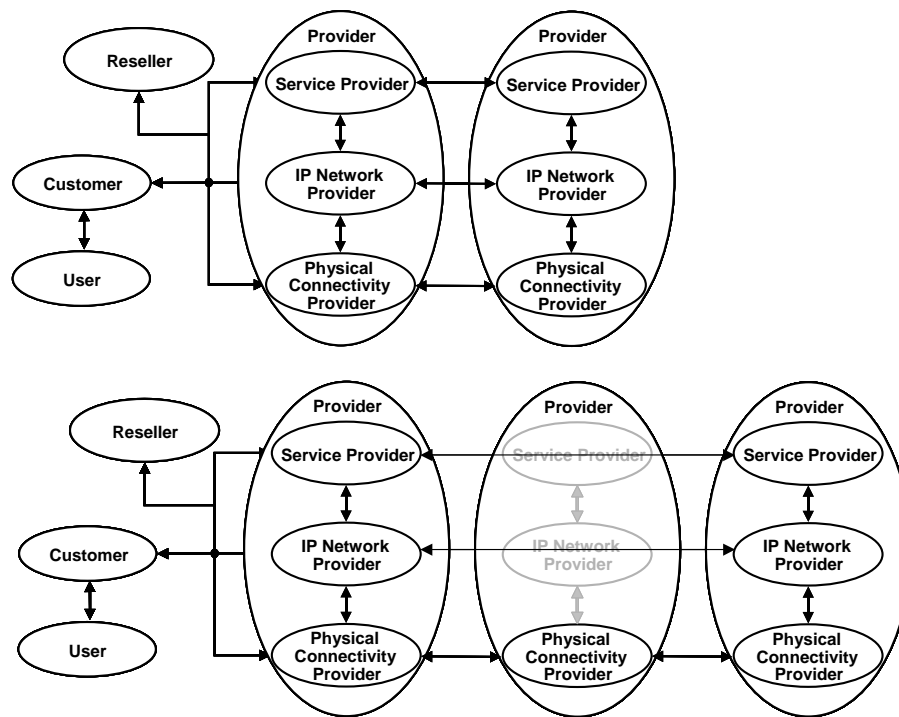 Provider
Provider
Reseller
Service Provider
Service Provider
Customer
IP Network
Provider
IP Network
Provider
User
Physical
Connectivity
Provider
Physical
Connectivity
Provider
Provider
Provider
Provider
Reseller
Service Provider
Service Provider
Service Provider
Customer
IP Network
Provider
IP Network
Provider
IP Network
Provider
User
Physical
Connectivity
Provider
Physical
Connectivity
Provider
Physical
Connectivity
Provider